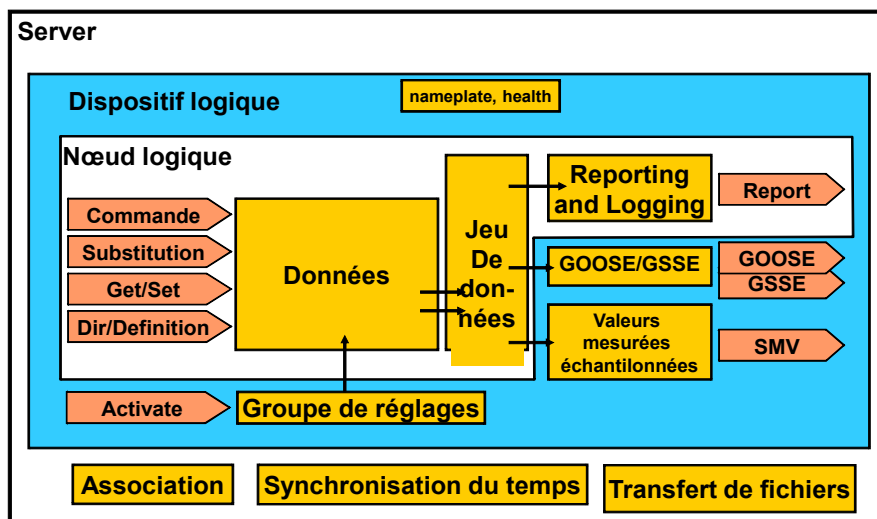 Server
Dispositif logique
nameplate, health
Nœud logique
Commande
Substitution
Get/Set
Dir/Definition
Données
Jeu
De
don-
nées
Reporting
and Logging
Report
GOOSE/GSSE
GOOSE
GSSE
Valeurs
mesurées
échantilonnées
SMV
Activate
Groupe de réglages
Association
Synchronisation du temps
Transfert de fichiers